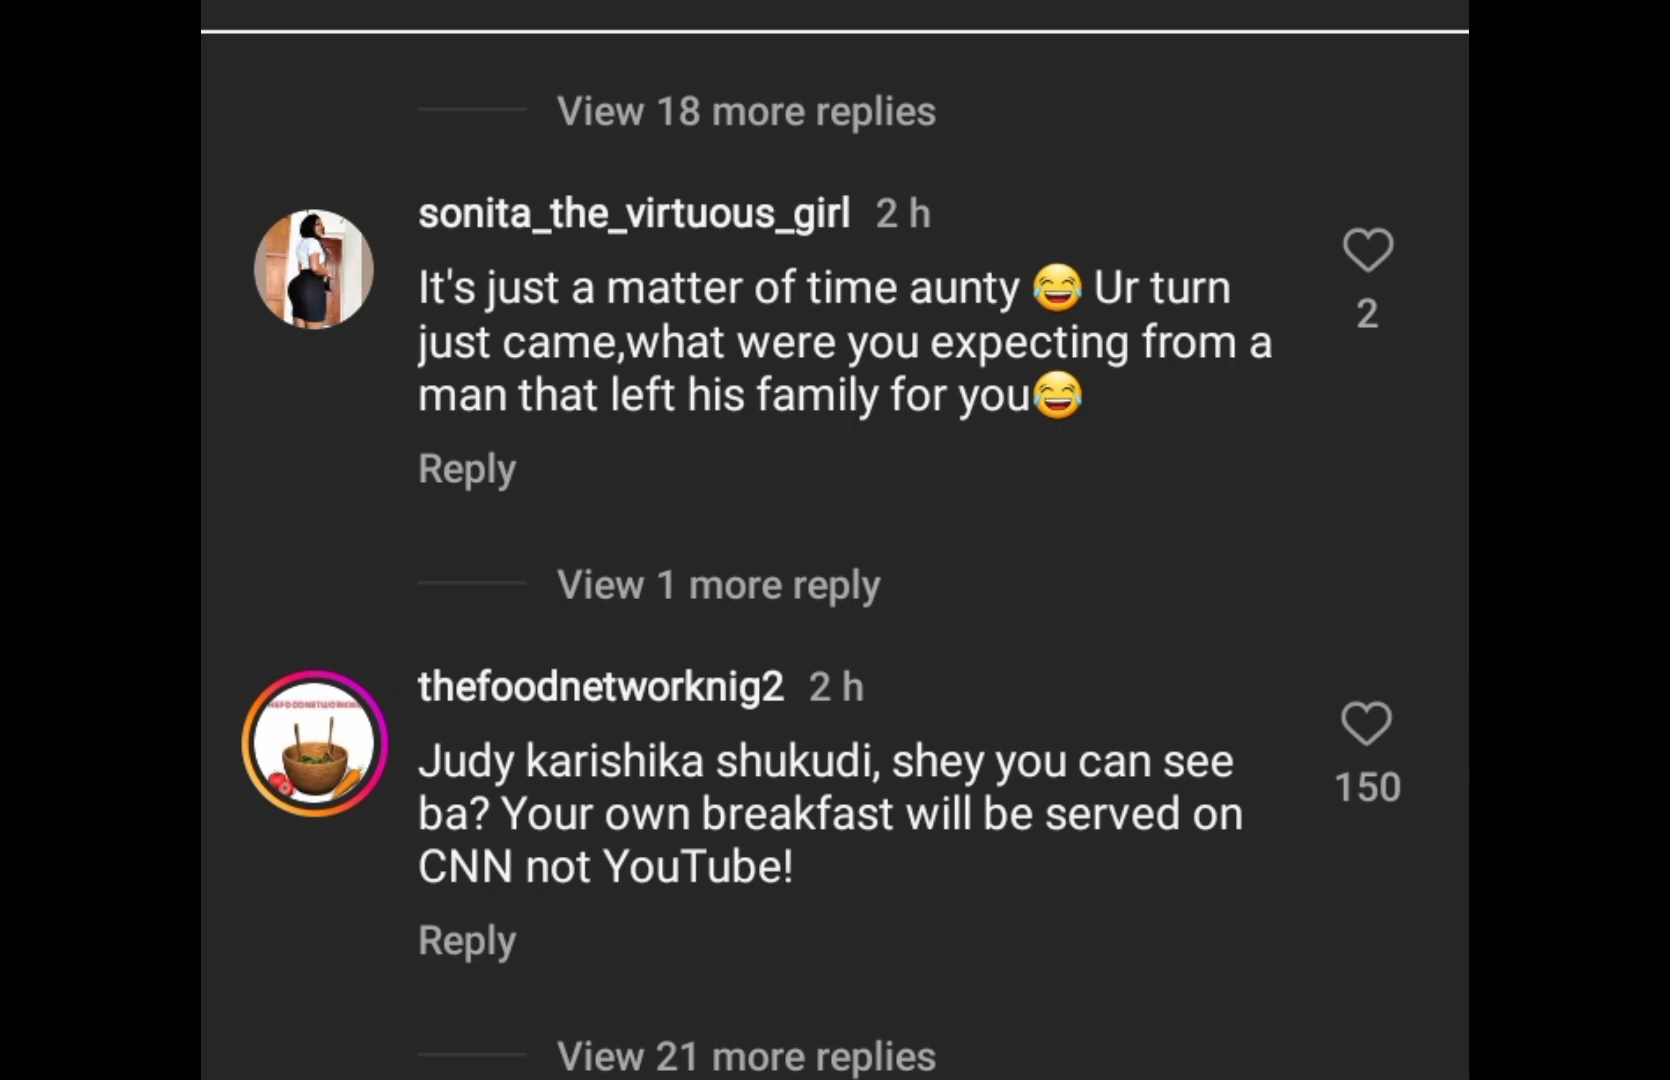 View 18 more replies
sonita_the_virtuous_girl 2 h
It's just a matter of time aunty 😂 Ur turn
just came,what were you expecting from a
man that left his family for you😂
2
Reply
View 1 more reply
thefoodnetworknig2 2 h
Judy karishika shukudi, shey you can see
ba? Your own breakfast will be served on
CNN not YouTube!
150
Reply
View 21 more replies